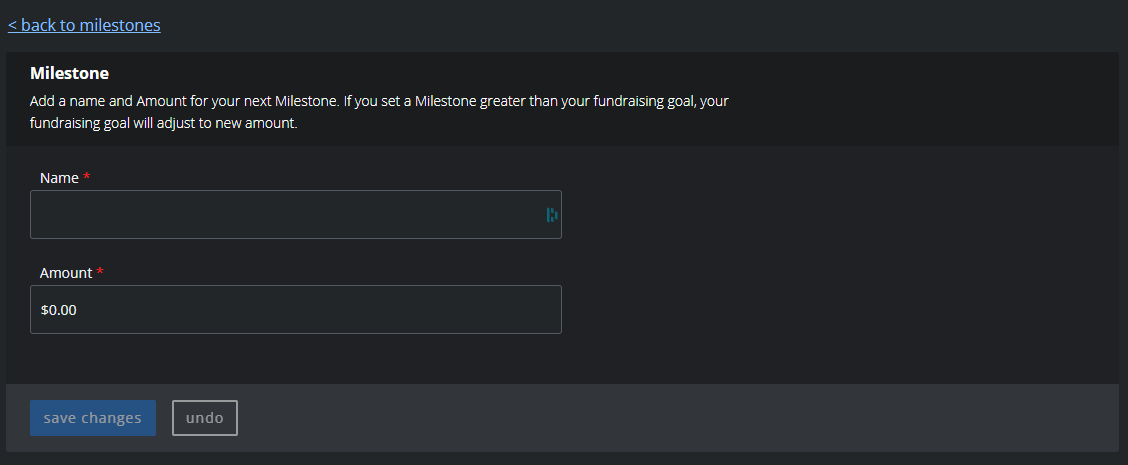 < back to milestones
Milestone
Add a name and Amount for your next Milestone. If you set a Milestone greater than your fundraising goal, your
fundraising goal will adjust to new amount.
Name *
Amount *
$0.00
save changes
undo